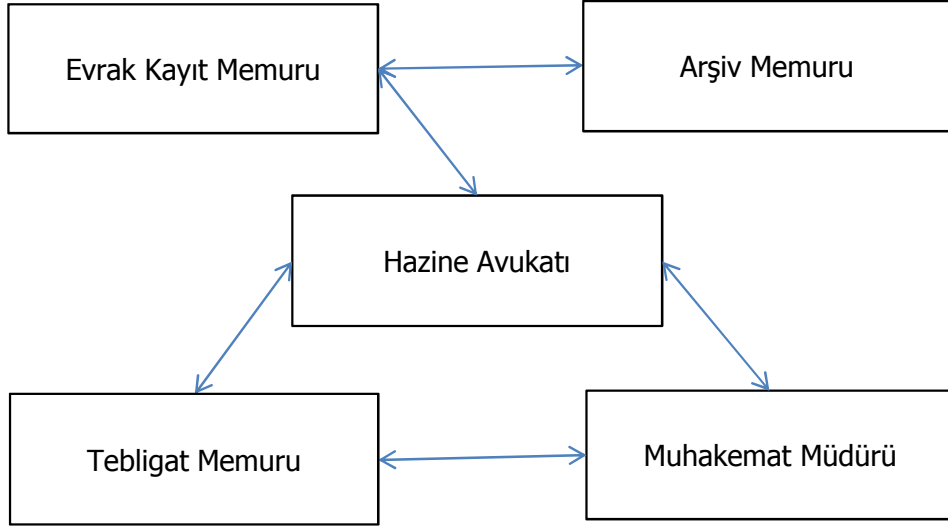 Evrak Kayıt Memuru
Arşiv Memuru
Hazine Avukatı
Tebligat Memuru
Muhakemat Müdürü